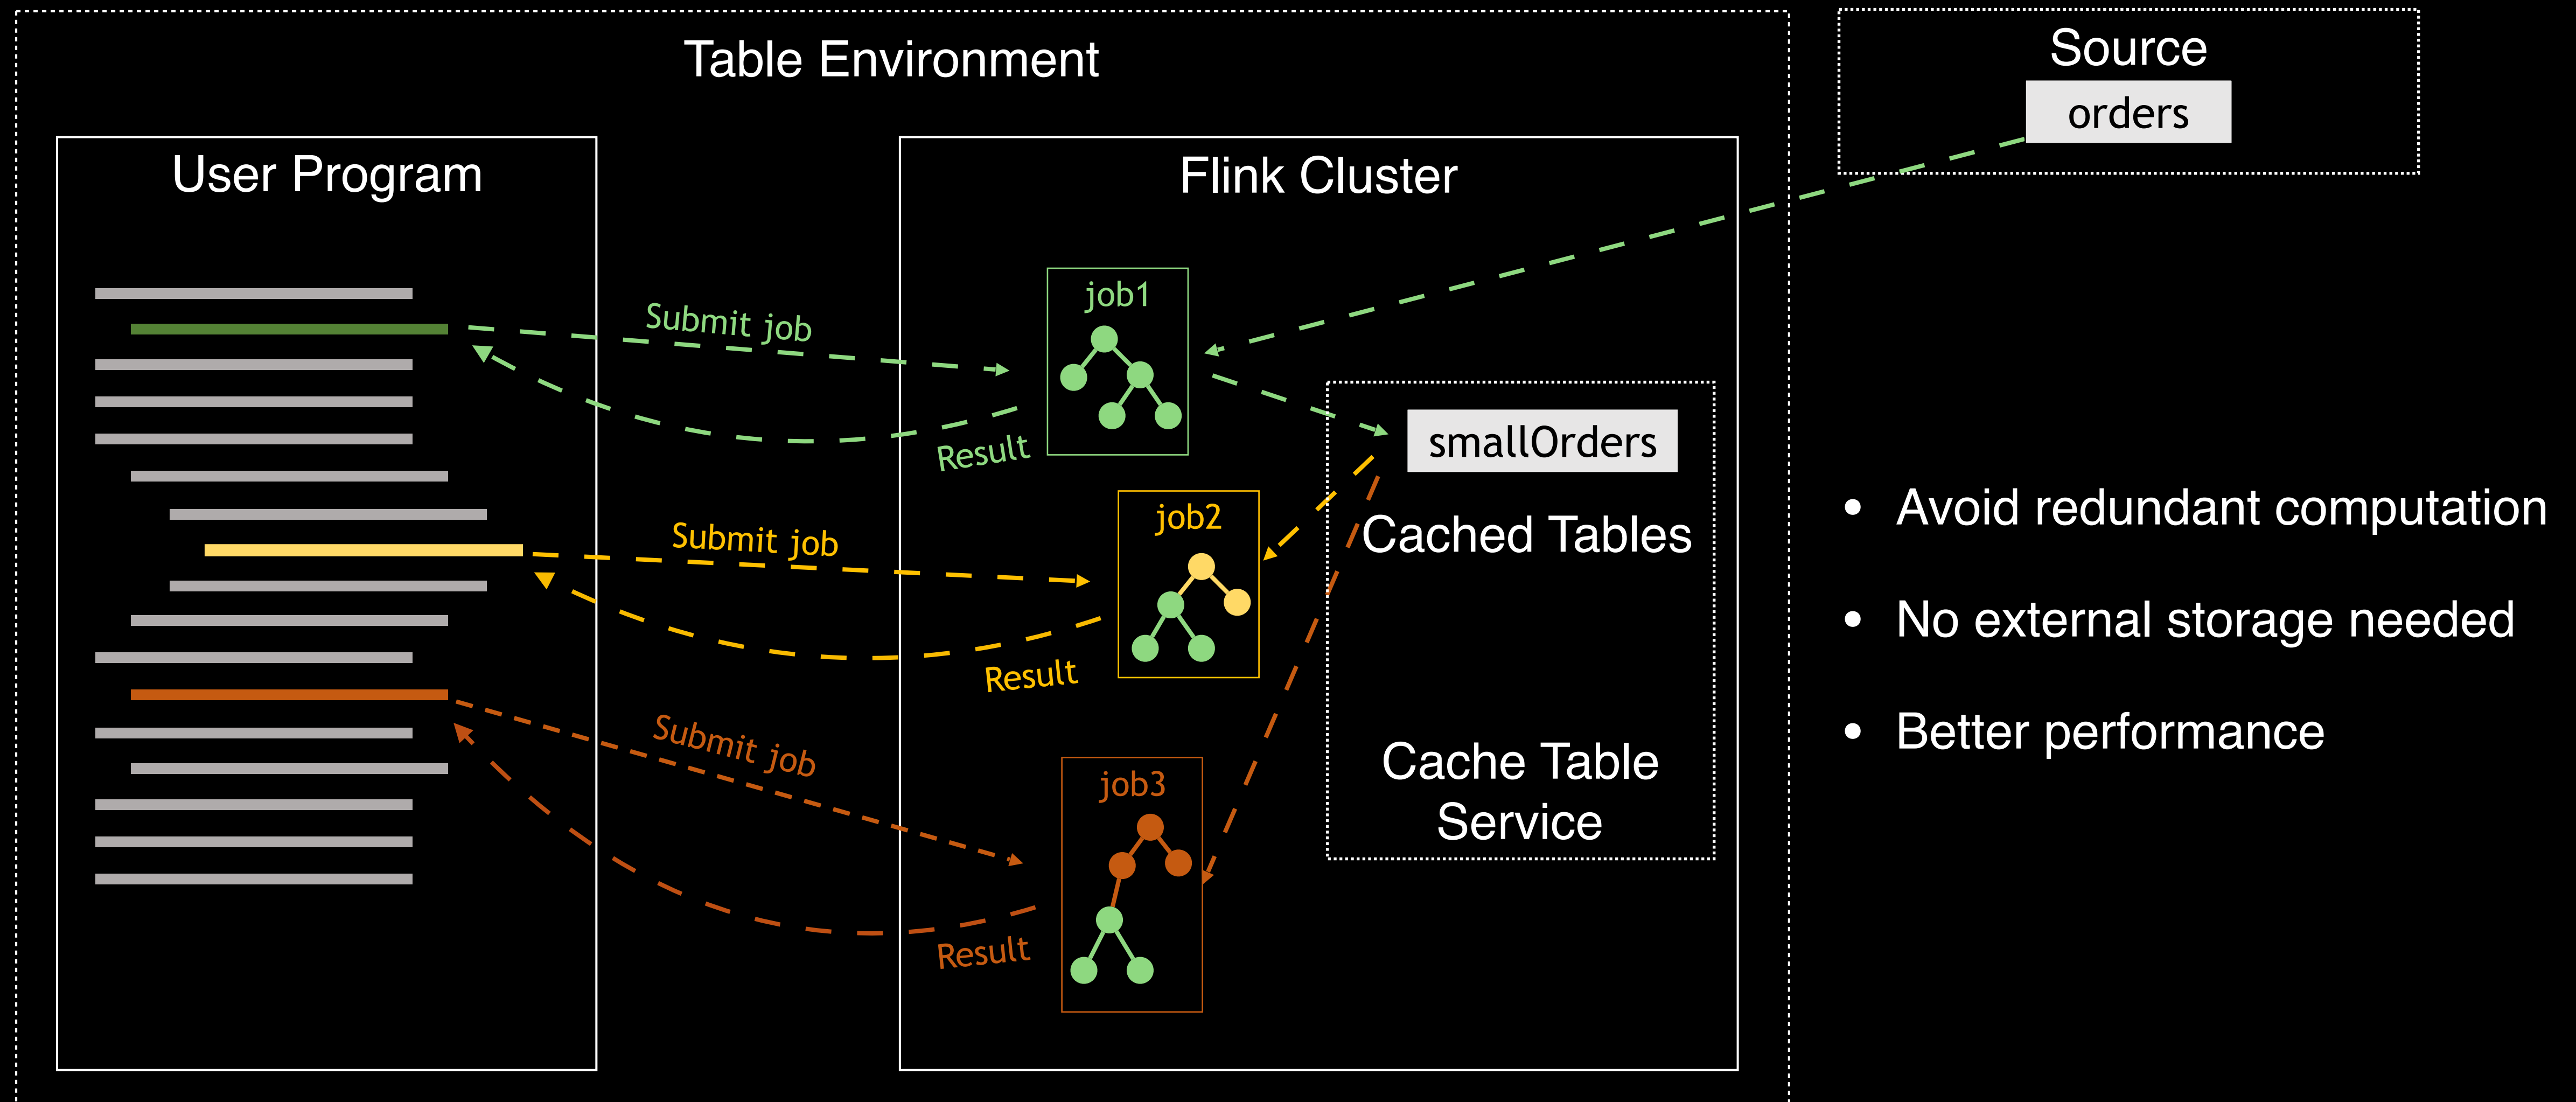 Table Environment
Source
orders
User Program
Flink Cluster
job1
Submit job
Result
smallOrders
Cached Tables
job2
Submit job
Result
Submit job
job3
Result
Cache Table
Service
• Avoid redundant computation
• No external storage needed
• Better performance